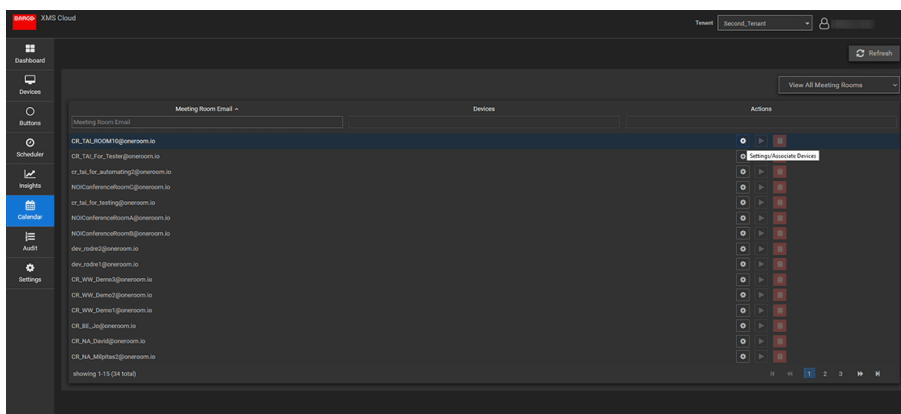 BARCO XMS Cloud
Tenant Second_Tenant
Dashboard
Refresh
Devices
View All Meeting Rooms
Buttons
Meeting Room Email Devices Actions
Meeting Room Email
Scheduler
CR_TAI_ROOM10@oneroom.io
CR_TAI_For_Tester@oneroom.io Settings/Associate Devices
cr_tai_for_automating2@oneroom.io
Insights
NOIConferenceRoomC@oneroom.io
cr_tai_for_testing@oneroom.io
Calendar
NOIConferenceRoomA@oneroom.io
NOIConferenceRoomB@oneroom.io
Audit
dev_rodre2@oneroom.io
dev_rodre1@oneroom.io
Settings
CR_WW_Demo3@oneroom.io
CR_WW_Demo2@oneroom.io
CR_WW_Demo1@oneroom.io
CR_BE_Jo@oneroom.io
CR_NA_David@oneroom.io
CR_NA_Milpitas2@oneroom.io
showing 1-15 (34 total) 1 2 3